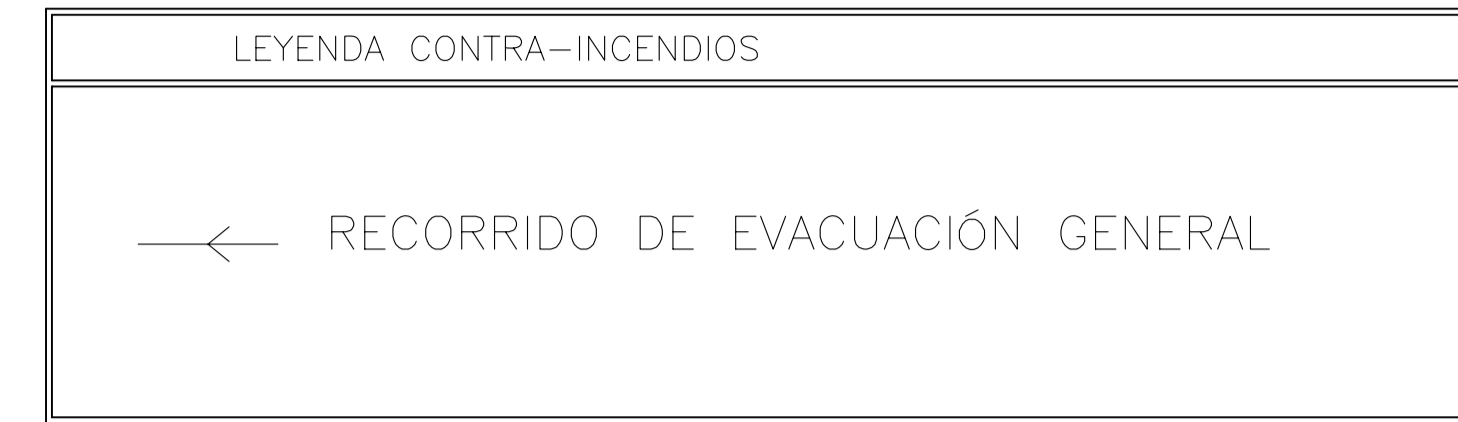 LEYENDA CONTRA-INCENDIOS
RECORRIDO DE EVACUACIÓN GENERAL